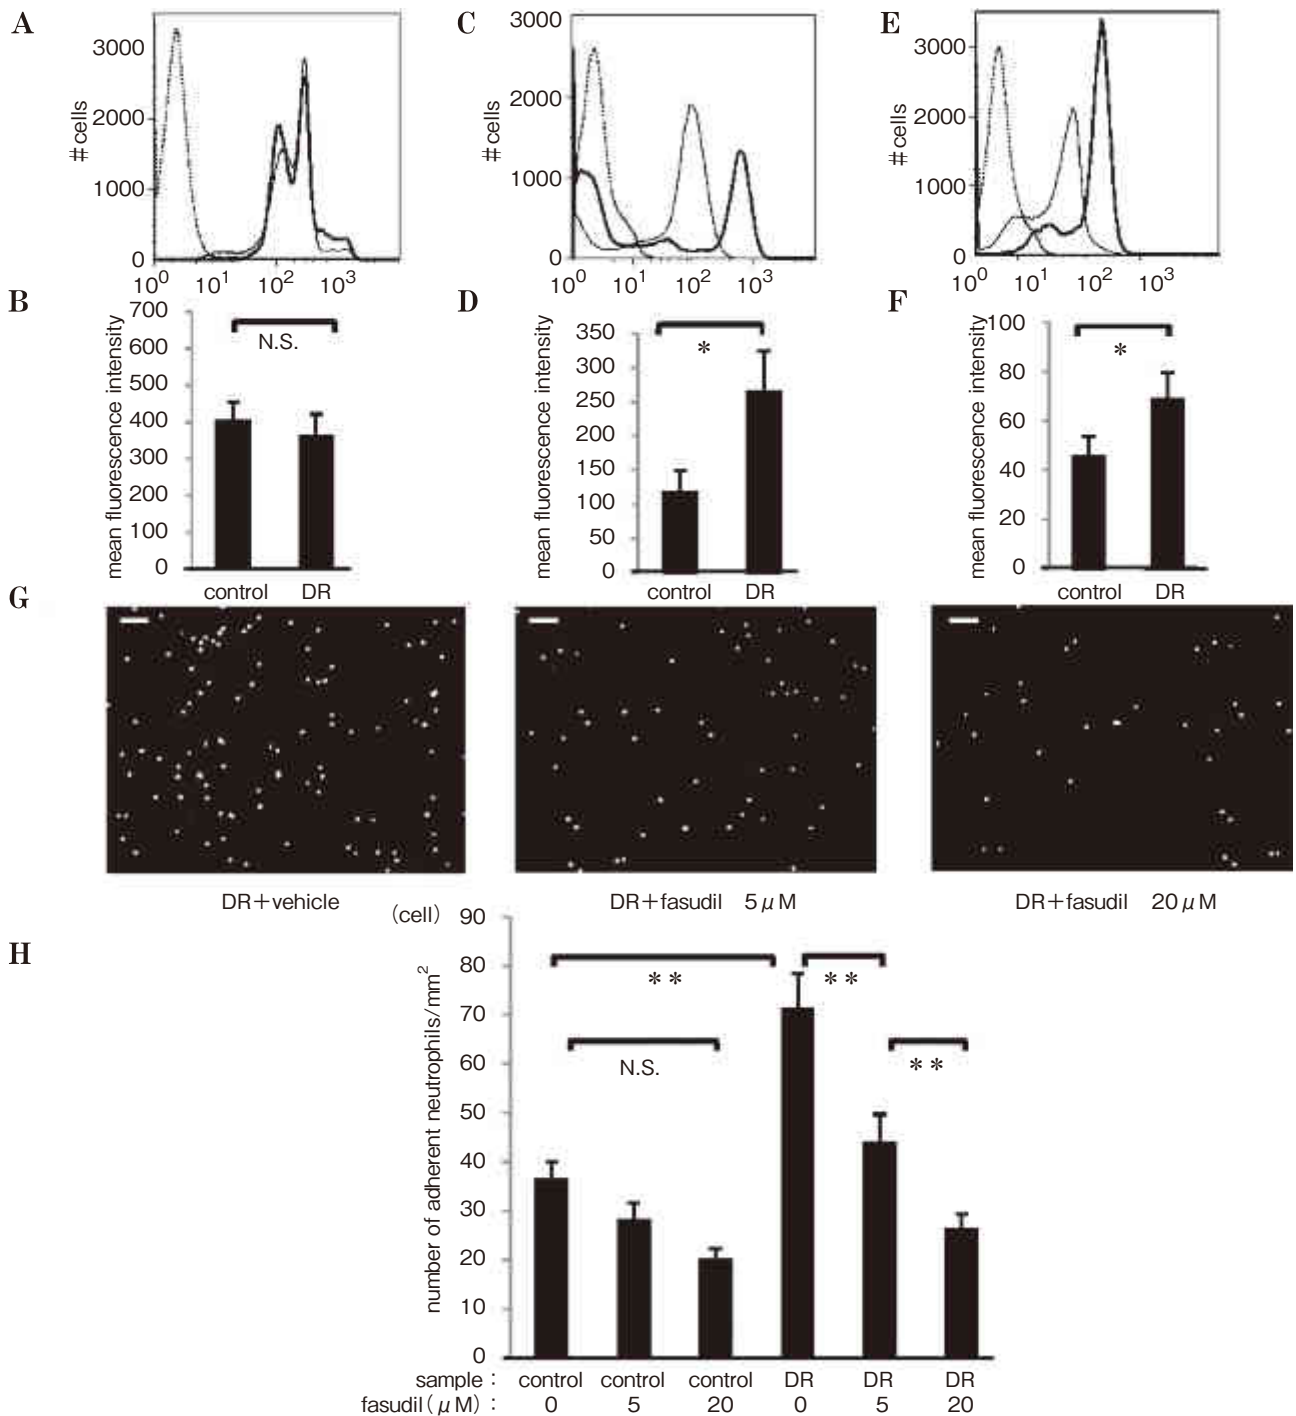 A
# cells
3000
2000
1000
0
10⁰ 10¹ 10² 10³
C
# cells
3000
2000
1000
0
10⁰ 10¹ 10² 10³
E
# cells
3000
2000
1000
0
10⁰ 10¹ 10² 10³
B
mean fluorescence intensity
700
600
500
400
300
200
100
0
N.S.
control DR
D
mean fluorescence intensity
350
300
250
200
150
100
50
0
*
control DR
F
mean fluorescence intensity
100
80
60
40
20
0
*
control DR
G
DR+vehicle
DR+fasudil 5μM
DR+fasudil 20μM
H
(cell)
number of adherent neutrophils/mm²
90
80
70
60
50
40
30
20
10
0
**
**
N.S.
**
sample : control control control DR DR DR
fasudil(μM) : 0 5 20 0 5 20